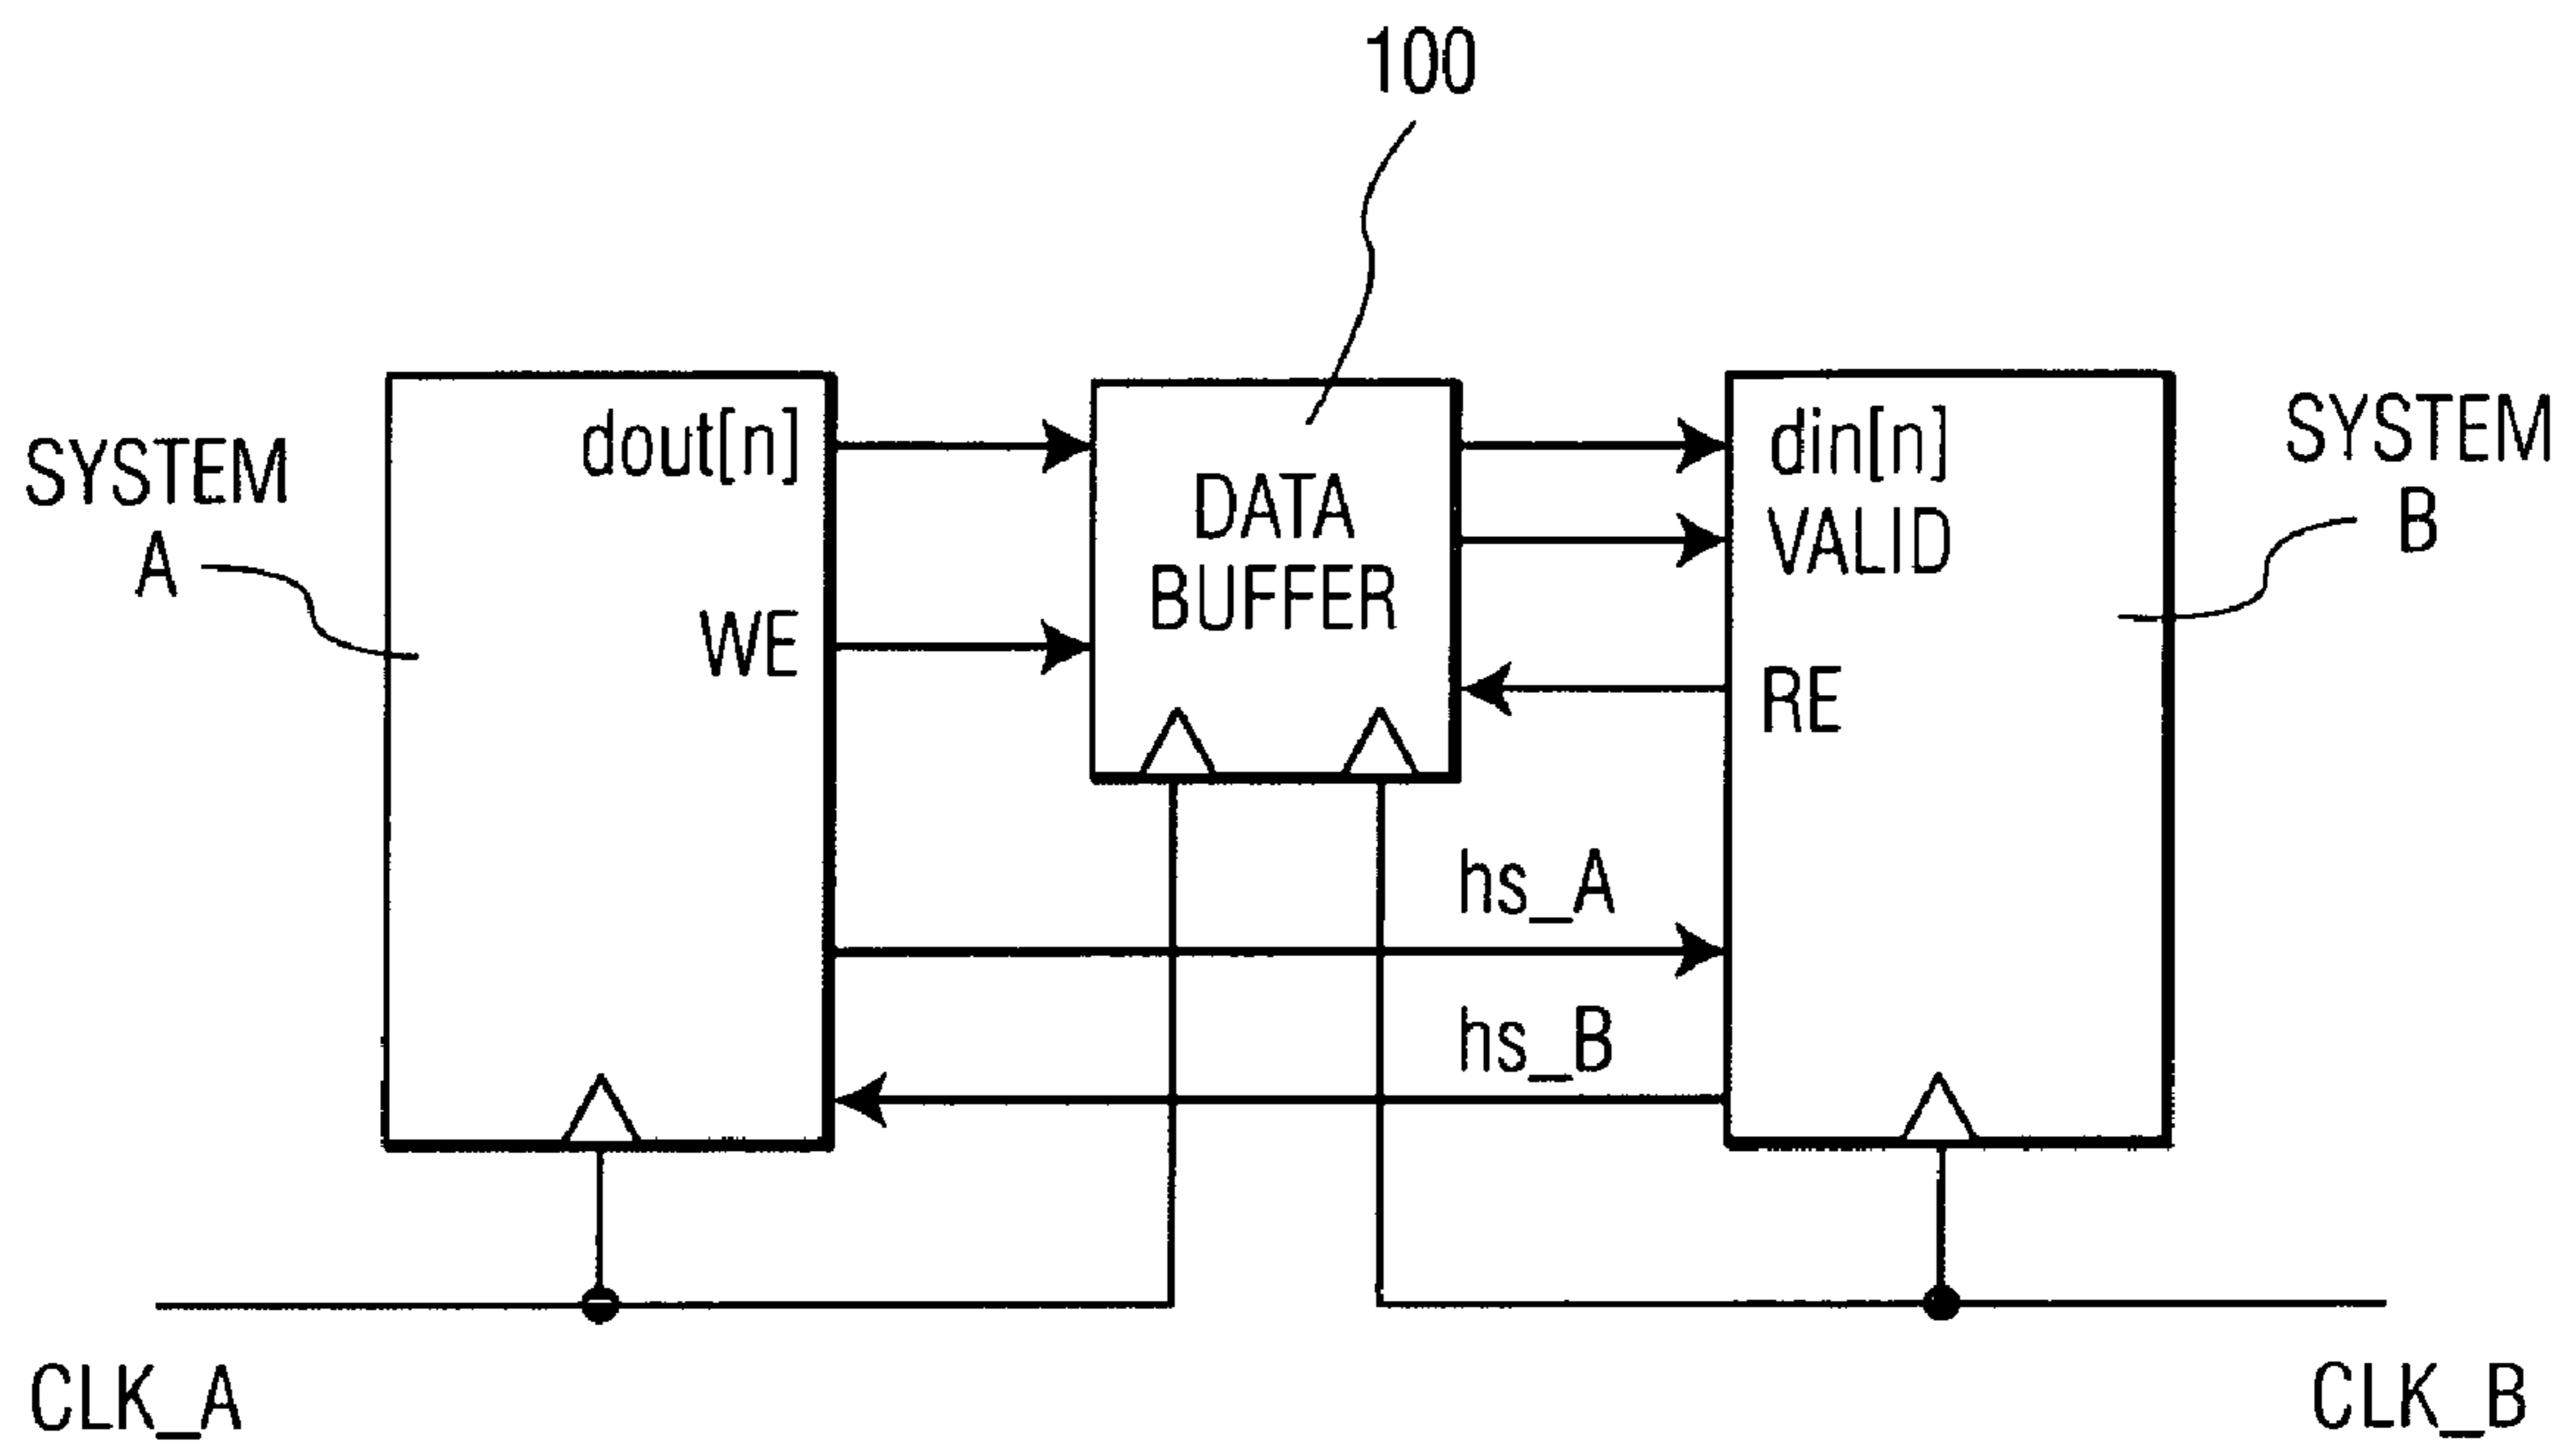 100
SYSTEM
A
dout[n]
WE
DATA
BUFFER
din[n]
VALID
RE
SYSTEM
B
hs_A
hs_B
CLK_A
CLK_B